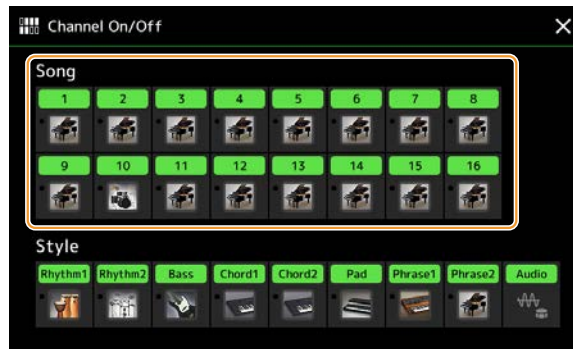 Channel On/Off
Song
1 2 3 4 5 6 7 8
9 10 11 12 13 14 15 16
Style
Rhythm1 Rhythm2 Bass Chord1 Chord2 Pad Phrase1 Phrase2 Audio